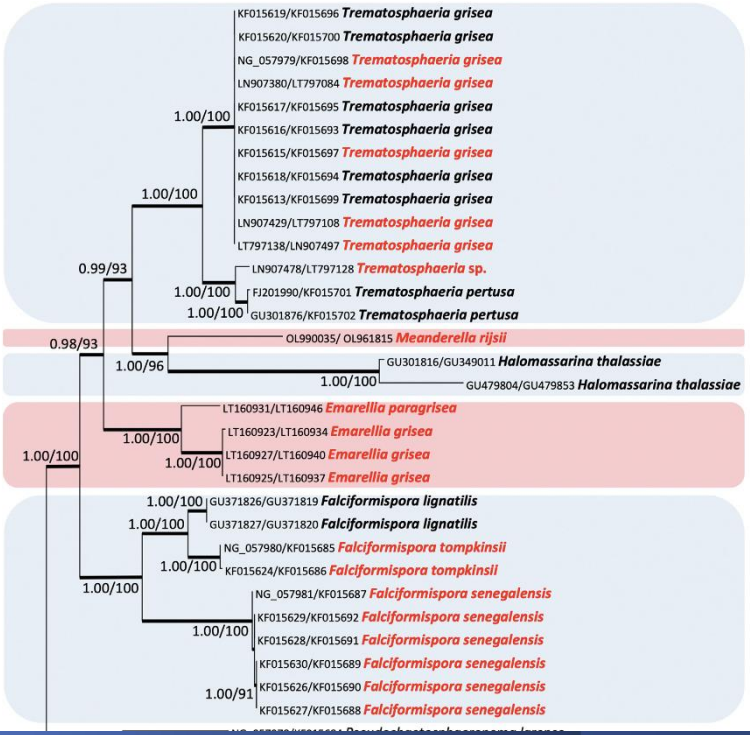 KF015619/KF015696 Trematosphaeria grisea
KF015620/KF015700 Trematosphaeria grisea
NG_057979/KF015698 Trematosphaeria grisea
LN907380/LT797084 Trematosphaeria grisea
KF015617/KF015695 Trematosphaeria grisea
1.00/100
KF015616/KF015693 Trematosphaeria grisea
KF015615/KF015697 Trematosphaeria grisea
KF015618/KF015694 Trematosphaeria grisea
1.00/100
KF015613/KF015699 Trematosphaeria grisea
LN907429/LT797108 Trematosphaeria grisea
LT797138/LN907497 Trematosphaeria grisea
0.99/93
LN907478/LT797128 Trematosphaeria sp.
1.00/100
FJ201990/KF015701 Trematosphaeria pertusa
1.00/100
GU301876/KF015702 Trematosphaeria pertusa
OL990035/ OL961815 Meanderella rijsii
0.98/93
1.00/96
GU301816/GU349011 Halomassarina thalassiae
1.00/100
GU479804/GU479853 Halomassarina thalassiae
LT160931/LT160946 Emarellia paragrisea
LT160923/LT160934 Emarellia grisea
1.00/100
LT160927/LT160940 Emarellia grisea
1.00/100
1.00/100
LT160925/LT160937 Emarellia grisea
1.00/100
GU371826/GU371819 Falciformispora lignatilis
1.00/100
GU371827/GU371820 Falciformispora lignatilis
NG_057980/KF015685 Falciformispora tompkinsii
1.00/100
KF015624/KF015686 Falciformispora tompkinsii
1.00/100
NG_057981/KF015687 Falciformispora senegalensis
KF015629/KF015692 Falciformispora senegalensis
1.00/100
KF015628/KF015691 Falciformispora senegalensis
KF015630/KF015689 Falciformispora senegalensis
KF015626/KF015690 Falciformispora senegalensis
1.00/91
KF015627/KF015688 Falciformispora senegalensis